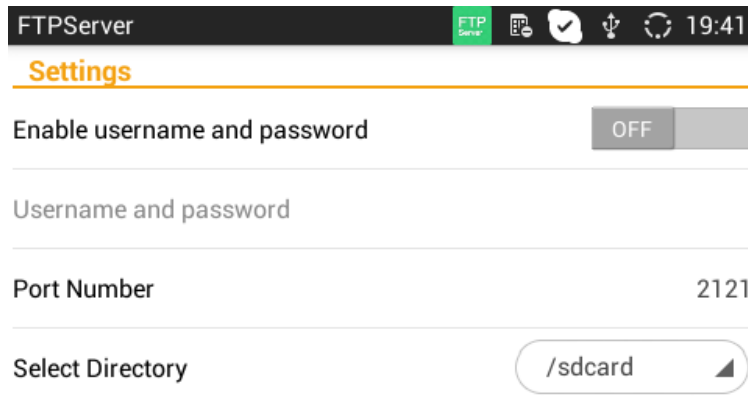 FTPServer FTP Server 19:41
Settings
Enable username and password OFF
Username and password
Port Number 2121
Select Directory /sdcard